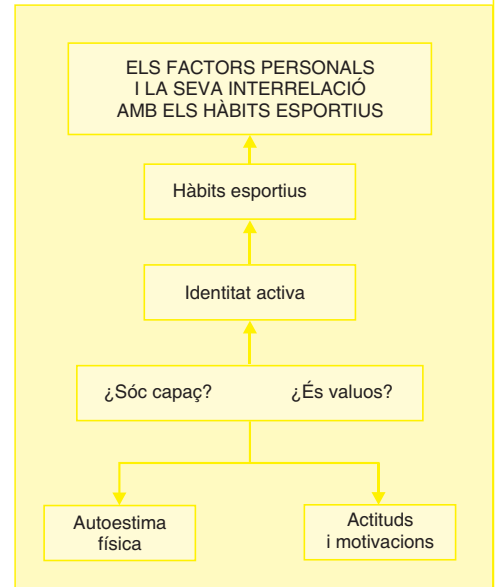 ELS FACTORS PERSONALS
I LA SEVA INTERRELACIÓ
AMB ELS HÀBITS ESPORTIUS
Hàbits esportius
Identitat activa
¿Sóc capaç? ¿És valuos?
Autoestima
física
Actituds
i motivacions